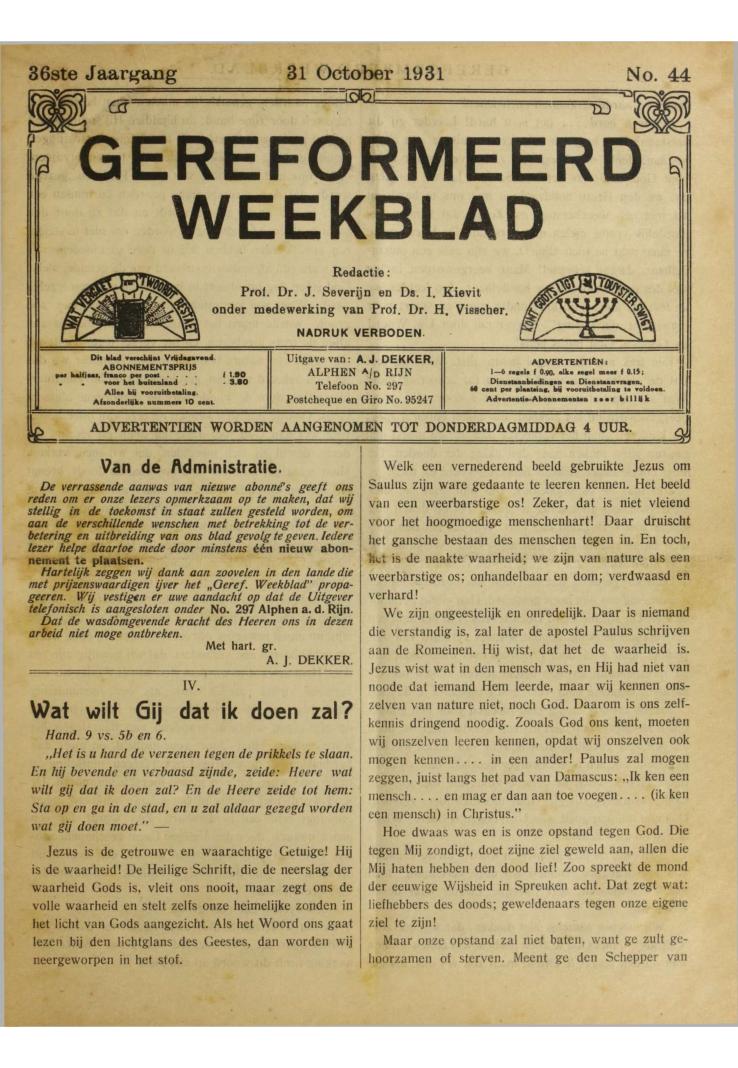 36ste Jaargang 31 October 1931 No. 44
GEREFORMEERD
WEEKBLAD
Redactie:
Prof. Dr. J. Severijn en Ds. I. Kievit
onder medewerking van Prof. Dr. H. Visscher.
NADRUK VERBODEN.
WAT VERGAET 'TWOORDT BESTAET
KONT GODTS LIGT
Dit blad verschijnt Vrijdagavond.
ABONNEMENTSPRIJS
per halfjaar, franco per post . . . . f 1.90
„ „ voor het buitenland . . - 3.80
Alles bij vooruitbetaling.
Afzonderlijke nummers 10 cent.
Uitgave van: A. J. DEKKER,
ALPHEN A/D RIJN
Telefoon No. 297
Postcheque en Giro No. 95247
ADVERTENTIËN:
1—6 regels f 0.90, elke regel meer f 0.15;
Dienstaanbiedingen en Dienstaanvragen,
60 cent per plaatsing, bij vooruitbetaling te voldoen.
Advertentie-Abonnementen zeer billijk
ADVERTENTIEN WORDEN AANGENOMEN TOT DONDERDAGMIDDAG 4 UUR.
Van de Administratie.
De verrassende aanwas van nieuwe abonné's geeft ons
reden om er onze lezers opmerkzaam op te maken, dat wij
stellig in de toekomst in staat zullen gesteld worden, om
aan de verschillende wenschen met betrekking tot de ver-
betering en uitbreiding van ons blad gevolg te geven. Iedere
lezer helpe daartoe mede door minstens één nieuw abon-
nement te plaatsen.
Hartelijk zeggen wij dank aan zoovelen in den lande die
met prijzenswaardigen ijver het „Geref. Weekblad" propa-
geeren. Wij vestigen er uwe aandacht op dat de Uitgever
telefonisch is aangesloten onder No. 297 Alphen a. d. Rijn.
Dat de wasdomgevende kracht des Heeren ons in dezen
arbeid niet moge ontbreken.
Met hart. gr.
A. J. DEKKER.
IV.
Wat wilt Gij dat ik doen zal?
Hand. 9 vs. 5b en 6.
„Het is u hard de verzenen tegen de prikkels te slaan.
En hij bevende en verbaasd zijnde, zeide: Heere wat
wilt gij dat ik doen zal? En de Heere zeide tot hem:
Sta op en ga in de stad, en u zal aldaar gezegd worden
wat gij doen moet." —
Jezus is de getrouwe en waarachtige Getuige! Hij
is de waarheid! De Heilige Schrift, die de neerslag der
waarheid Gods is, vleit ons nooit, maar zegt ons de
volle waarheid en stelt zelfs onze heimelijke zonden in
het licht van Gods aangezicht. Als het Woord ons gaat
lezen bij den lichtglans des Geestes, dan worden wij
neergeworpen in het stof.
Welk een vernederend beeld gebruikte Jezus om
Saulus zijn ware gedaante te leeren kennen. Het beeld
van een weerbarstige os! Zeker, dat is niet vleiend
voor het hoogmoedige menschenhart! Daar druischt
het gansche bestaan des menschen tegen in. En toch,
het is de naakte waarheid; we zijn van nature als een
weerbarstige os; onhandelbaar en dom; verdwaasd en
verhard!
We zijn ongeestelijk en onredelijk. Daar is niemand
die verstandig is, zal later de apostel Paulus schrijven
aan de Romeinen. Hij wist, dat het de waarheid is.
Jezus wist wat in den mensch was, en Hij had niet van
noode dat iemand Hem leerde, maar wij kennen ons-
zelven van nature niet, noch God. Daarom is ons zelf-
kennis dringend noodig. Zooals God ons kent, moeten
wij onszelven leeren kennen, opdat wij onszelven ook
mogen kennen.... in een ander! Paulus zal mogen
zeggen, juist langs het pad van Damascus: „Ik ken een
mensch.... en mag er dan aan toe voegen.... (ik ken
een mensch) in Christus."
Hoe dwaas was en is onze opstand tegen God. Die
tegen Mij zondigt, doet zijne ziel geweld aan, allen die
Mij haten hebben den dood lief! Zoo spreekt de mond
der eeuwige Wijsheid in Spreuken acht. Dat zegt wat:
liefhebbers des doods; geweldenaars tegen onze eigene
ziel te zijn!
Maar onze opstand zal niet baten, want ge zult ge-
hoorzamen of sterven. Meent ge den Schepper van